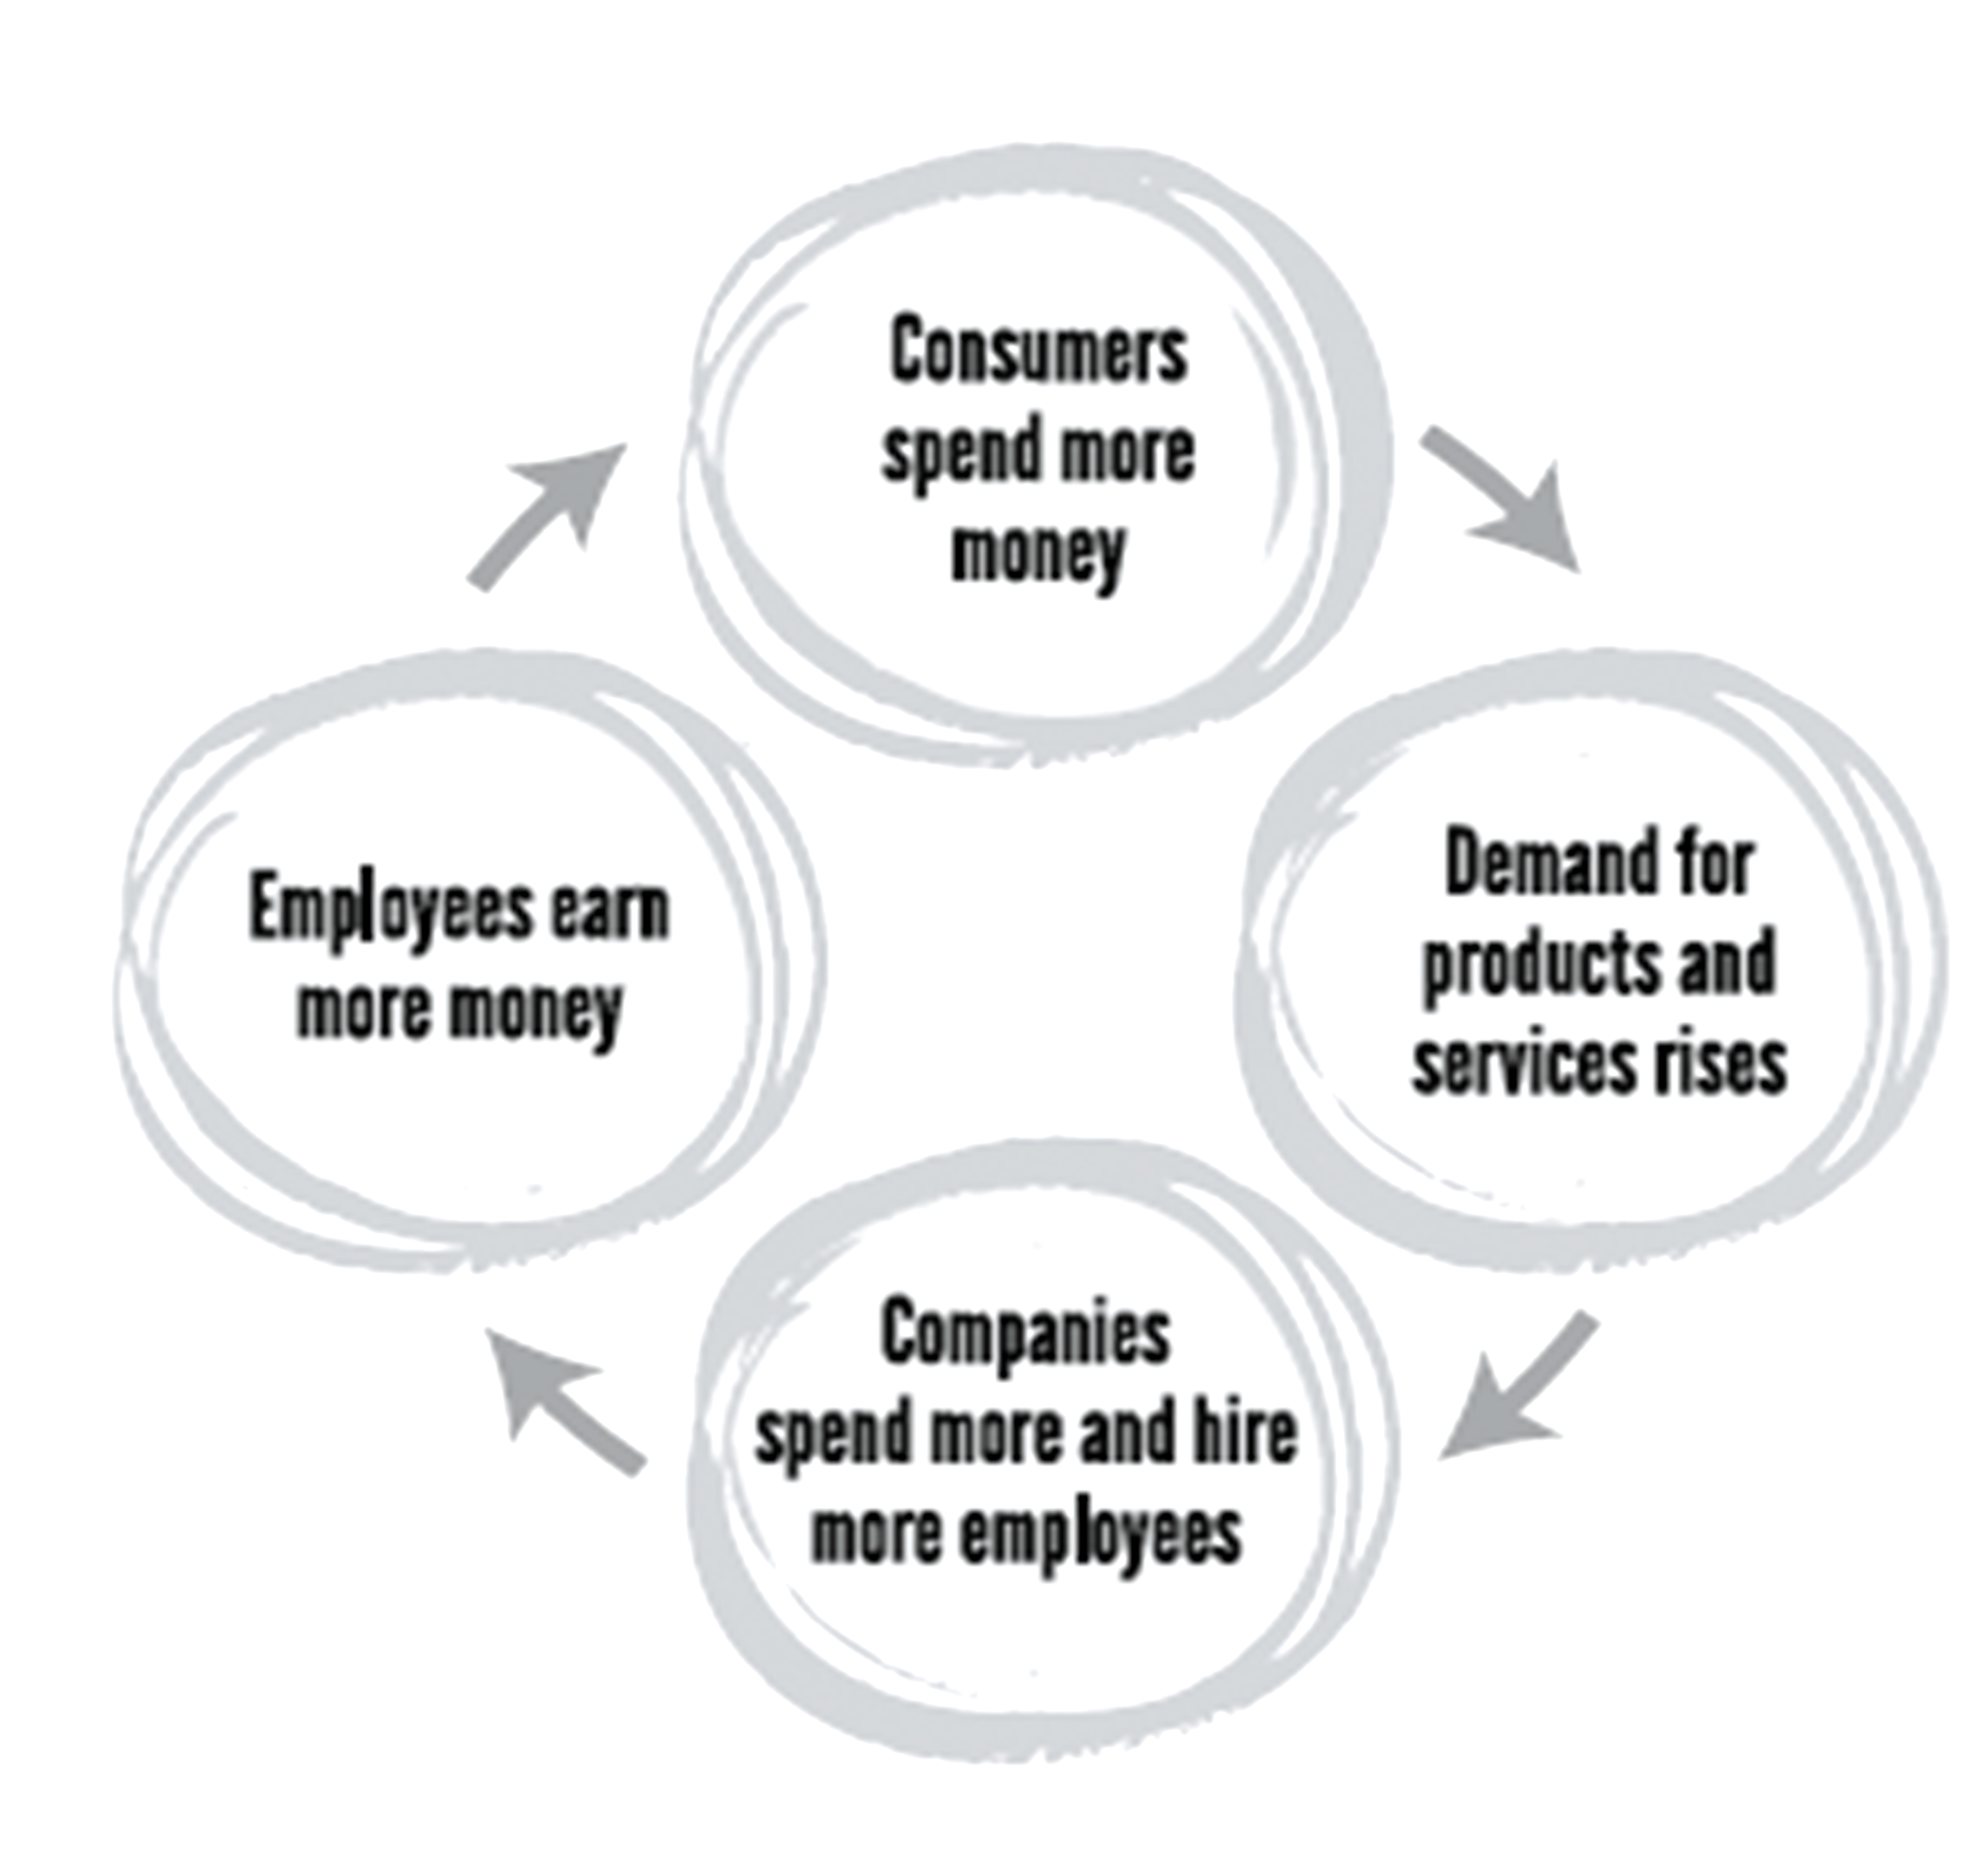 Consumers
spend more
money
Demand for
products and
services rises
Companies
spend more and hire
more employees
Employees earn
more money